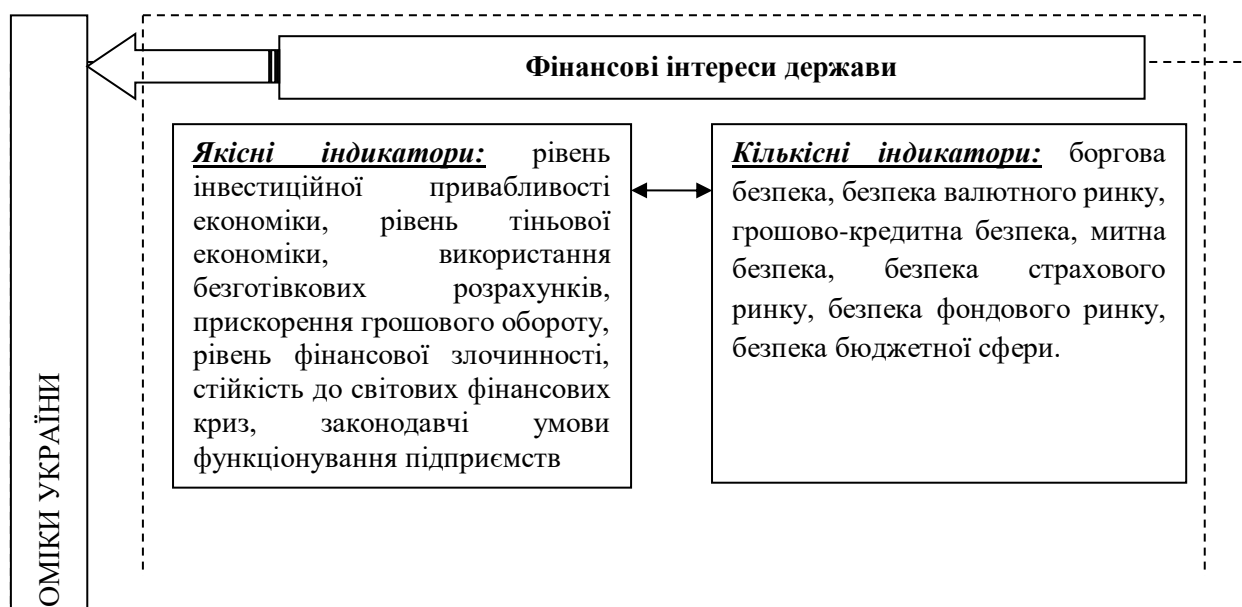 Фінансові інтереси держави
Якісні індикатори: рівень
інвестиційної привабливості
економіки, рівень тіньової
економіки, використання
безготівкових розрахунків,
прискорення грошового обороту,
рівень фінансової злочинності,
стійкість до світових фінансових
криз, законодавчі умови
функціонування підприємств
Кількісні індикатори: боргова
безпека, безпека валютного ринку,
грошово-кредитна безпека, митна
безпека, безпека страхового
ринку, безпека фондового ринку,
безпека бюджетної сфери.
ОМІКИ УКРАЇНИ